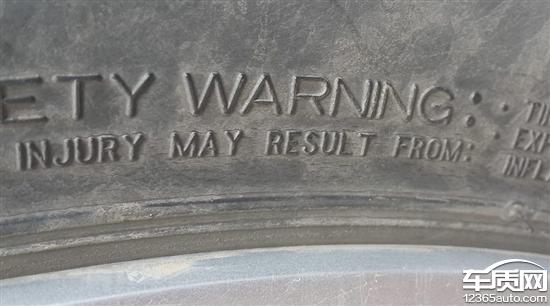 ETY WARNING:
INJURY MAY RESULT FROM:
车质网
12365auto.com